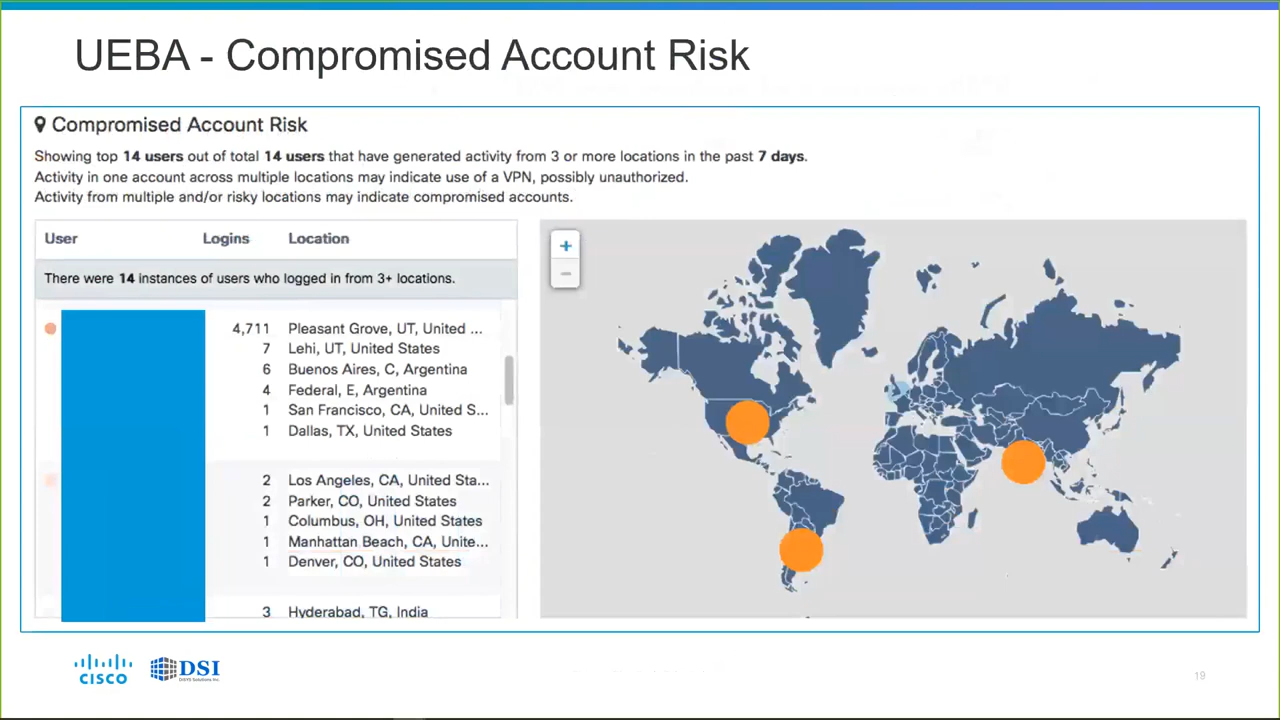 UEBA - Compromised Account Risk
Compromised Account Risk
Showing top 14 users out of total 14 users that have generated activity from 3 or more locations in the past 7 days.
Activity in one account across multiple locations may indicate use of a VPN, possibly unauthorized.
Activity from multiple and/or risky locations may indicate compromised accounts.
User Logins Location
There were 14 instances of users who logged in from 3+ locations.
4,711 Pleasant Grove, UT, United ...
7 Lehi, UT, United States
6 Buenos Aires, C, Argentina
4 Federal, E, Argentina
1 San Francisco, CA, United S...
1 Dallas, TX, United States
2 Los Angeles, CA, United Sta...
2 Parker, CO, United States
1 Columbus, OH, United States
1 Manhattan Beach, CA, Unite...
1 Denver, CO, United States
3 Hyderabad, TG, India
+
−
CISCO
DSI
DISYS Solutions Inc.
19